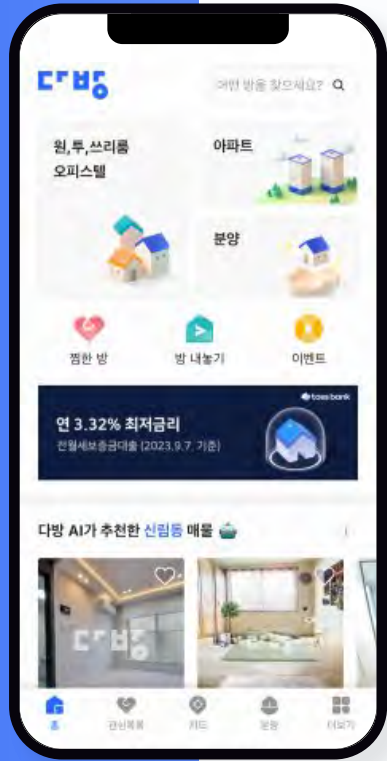 다방
어떤 방을 찾으세요?
원,투,쓰리룸
오피스텔
아파트
분양
찜한 방
방 내놓기
이벤트
toss bank
연 3.32% 최저금리
전월세보증금대출 (2023.9.7. 기준)
다방 AI가 추천한 신림동 매물
다방
홈
관심목록
지도
분양
더보기